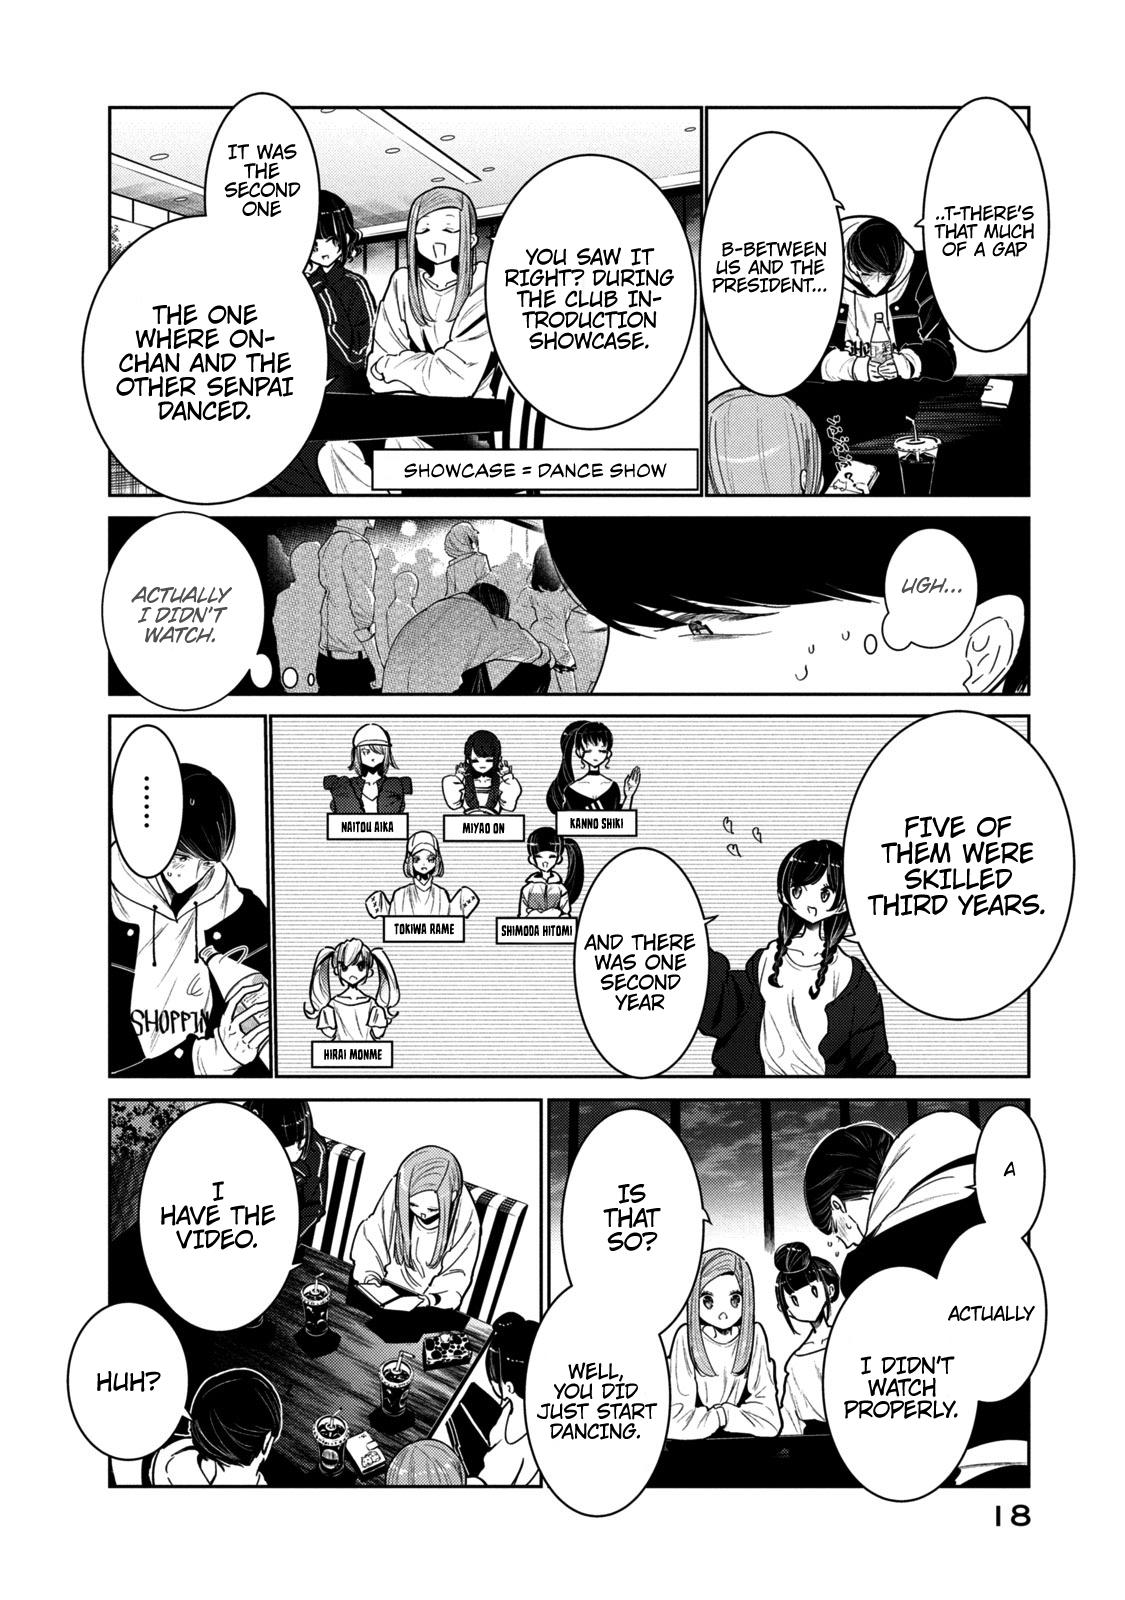 ..T-THERE'S
THAT MUCH
OF A GAP
B-BETWEEN
US AND THE
PRESIDENT...
YOU SAW IT
RIGHT? DURING
THE CLUB IN-
TRODUCTION
SHOWCASE.
IT WAS
THE
SECOND
ONE
THE ONE
WHERE ON-
CHAN AND THE
OTHER SENPAI
DANCED.
SHOWCASE = DANCE SHOW
UGH...
ACTUALLY
I DIDN'T
WATCH.
FIVE OF
THEM WERE
SKILLED
THIRD YEARS.
AND THERE
WAS ONE
SECOND
YEAR
KANNO SHIKI
MIYAO ON
NAITOU AIKA
SHIMODA HITOMI
TOKIWA RAME
HIRAI MONME
......
SHOPPIN
A
ACTUALLY
I DIDN'T
WATCH
PROPERLY.
IS
THAT
SO?
WELL,
YOU DID
JUST START
DANCING.
I
HAVE THE
VIDEO.
HUH?
18